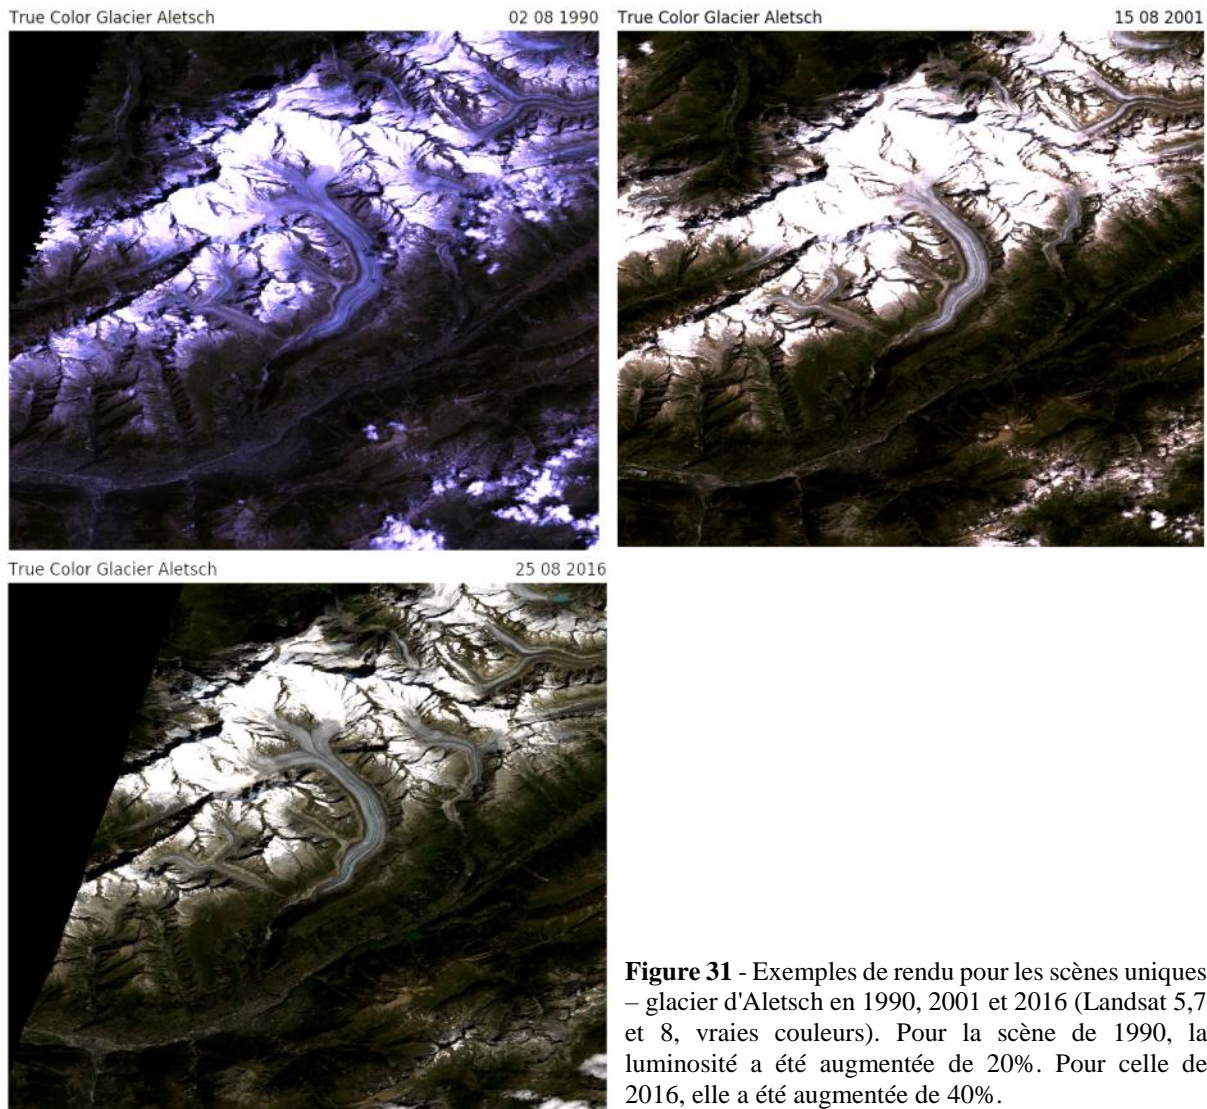 True Color Glacier Aletsch 02 08 1990
True Color Glacier Aletsch 15 08 2001
True Color Glacier Aletsch 25 08 2016
Figure 31 - Exemples de rendu pour les scènes uniques
– glacier d'Aletsch en 1990, 2001 et 2016 (Landsat 5,7
et 8, vraies couleurs). Pour la scène de 1990, la
luminosité a été augmentée de 20%. Pour celle de
2016, elle a été augmentée de 40%.